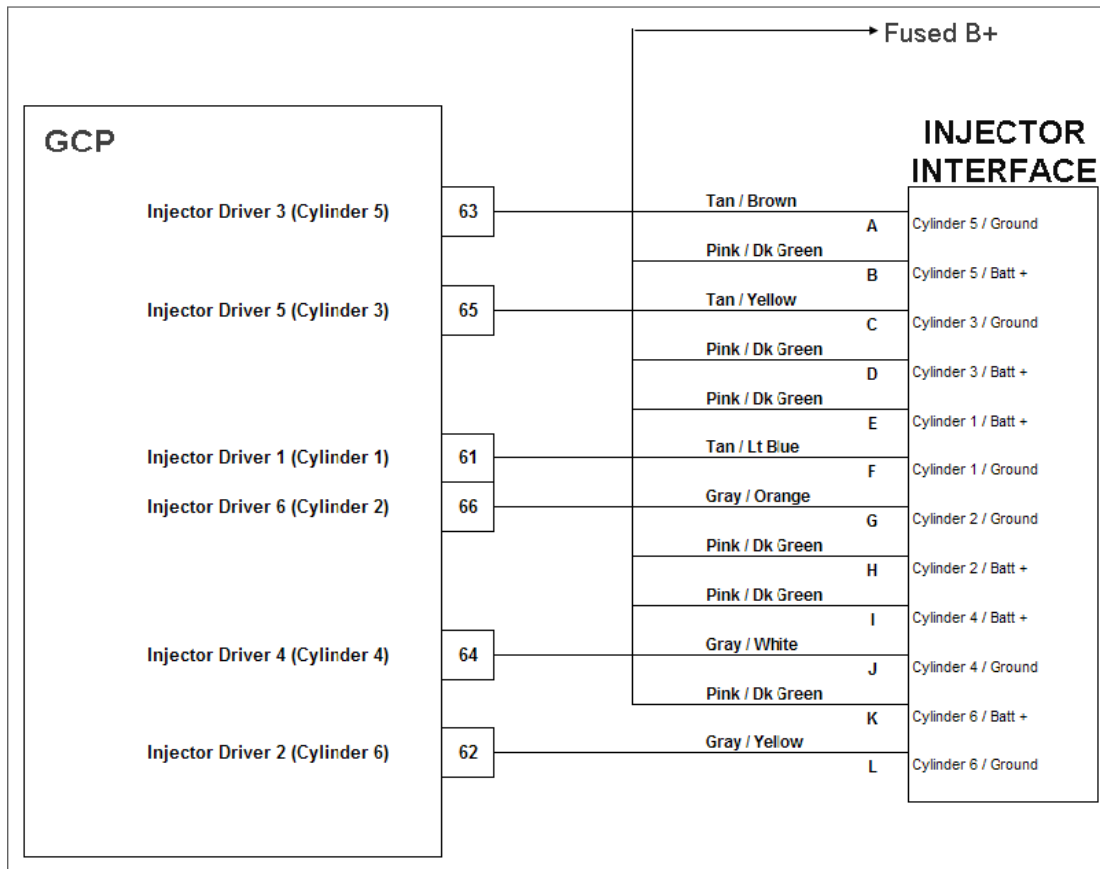 Fused B+
GCP
INJECTOR
INTERFACE
Injector Driver 3 (Cylinder 5)
63
Tan / Brown
A
Cylinder 5 / Ground
Pink / Dk Green
B
Cylinder 5 / Batt +
Injector Driver 5 (Cylinder 3)
65
Tan / Yellow
C
Cylinder 3 / Ground
Pink / Dk Green
D
Cylinder 3 / Batt +
Pink / Dk Green
E
Cylinder 1 / Batt +
Injector Driver 1 (Cylinder 1)
61
Tan / Lt Blue
F
Cylinder 1 / Ground
Injector Driver 6 (Cylinder 2)
66
Gray / Orange
G
Cylinder 2 / Ground
Pink / Dk Green
H
Cylinder 2 / Batt +
Pink / Dk Green
I
Cylinder 4 / Batt +
Injector Driver 4 (Cylinder 4)
64
Gray / White
J
Cylinder 4 / Ground
Pink / Dk Green
K
Cylinder 6 / Batt +
Injector Driver 2 (Cylinder 6)
62
Gray / Yellow
L
Cylinder 6 / Ground